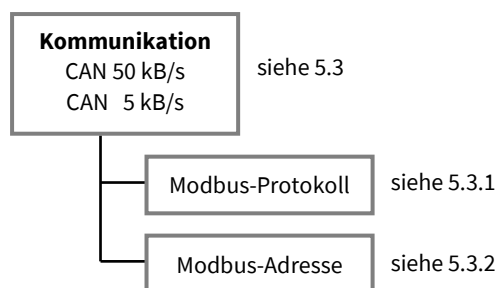 Kommunikation
CAN 50 kB/s
CAN   5 kB/s
siehe 5.3
Modbus-Protokoll
siehe 5.3.1
Modbus-Adresse
siehe 5.3.2